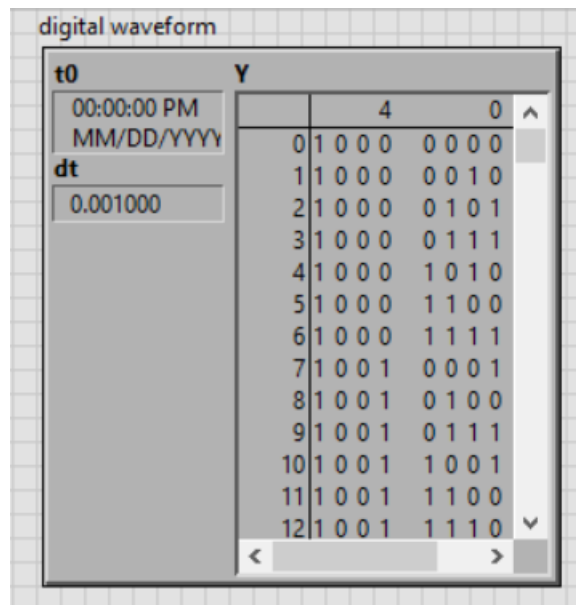 digital waveform
t0
00:00:00 PM
MM/DD/YYYY
dt
0.001000
Y
4 0
0 1 0 0 0 0 0 0 0
1 1 0 0 0 0 0 1 0
2 1 0 0 0 0 1 0 1
3 1 0 0 0 0 1 1 1
4 1 0 0 0 1 0 1 0
5 1 0 0 0 1 1 0 0
6 1 0 0 0 1 1 1 1
7 1 0 0 1 0 0 0 1
8 1 0 0 1 0 1 0 0
9 1 0 0 1 0 1 1 1
10 1 0 0 1 1 0 0 1
11 1 0 0 1 1 1 0 0
12 1 0 0 1 1 1 1 0